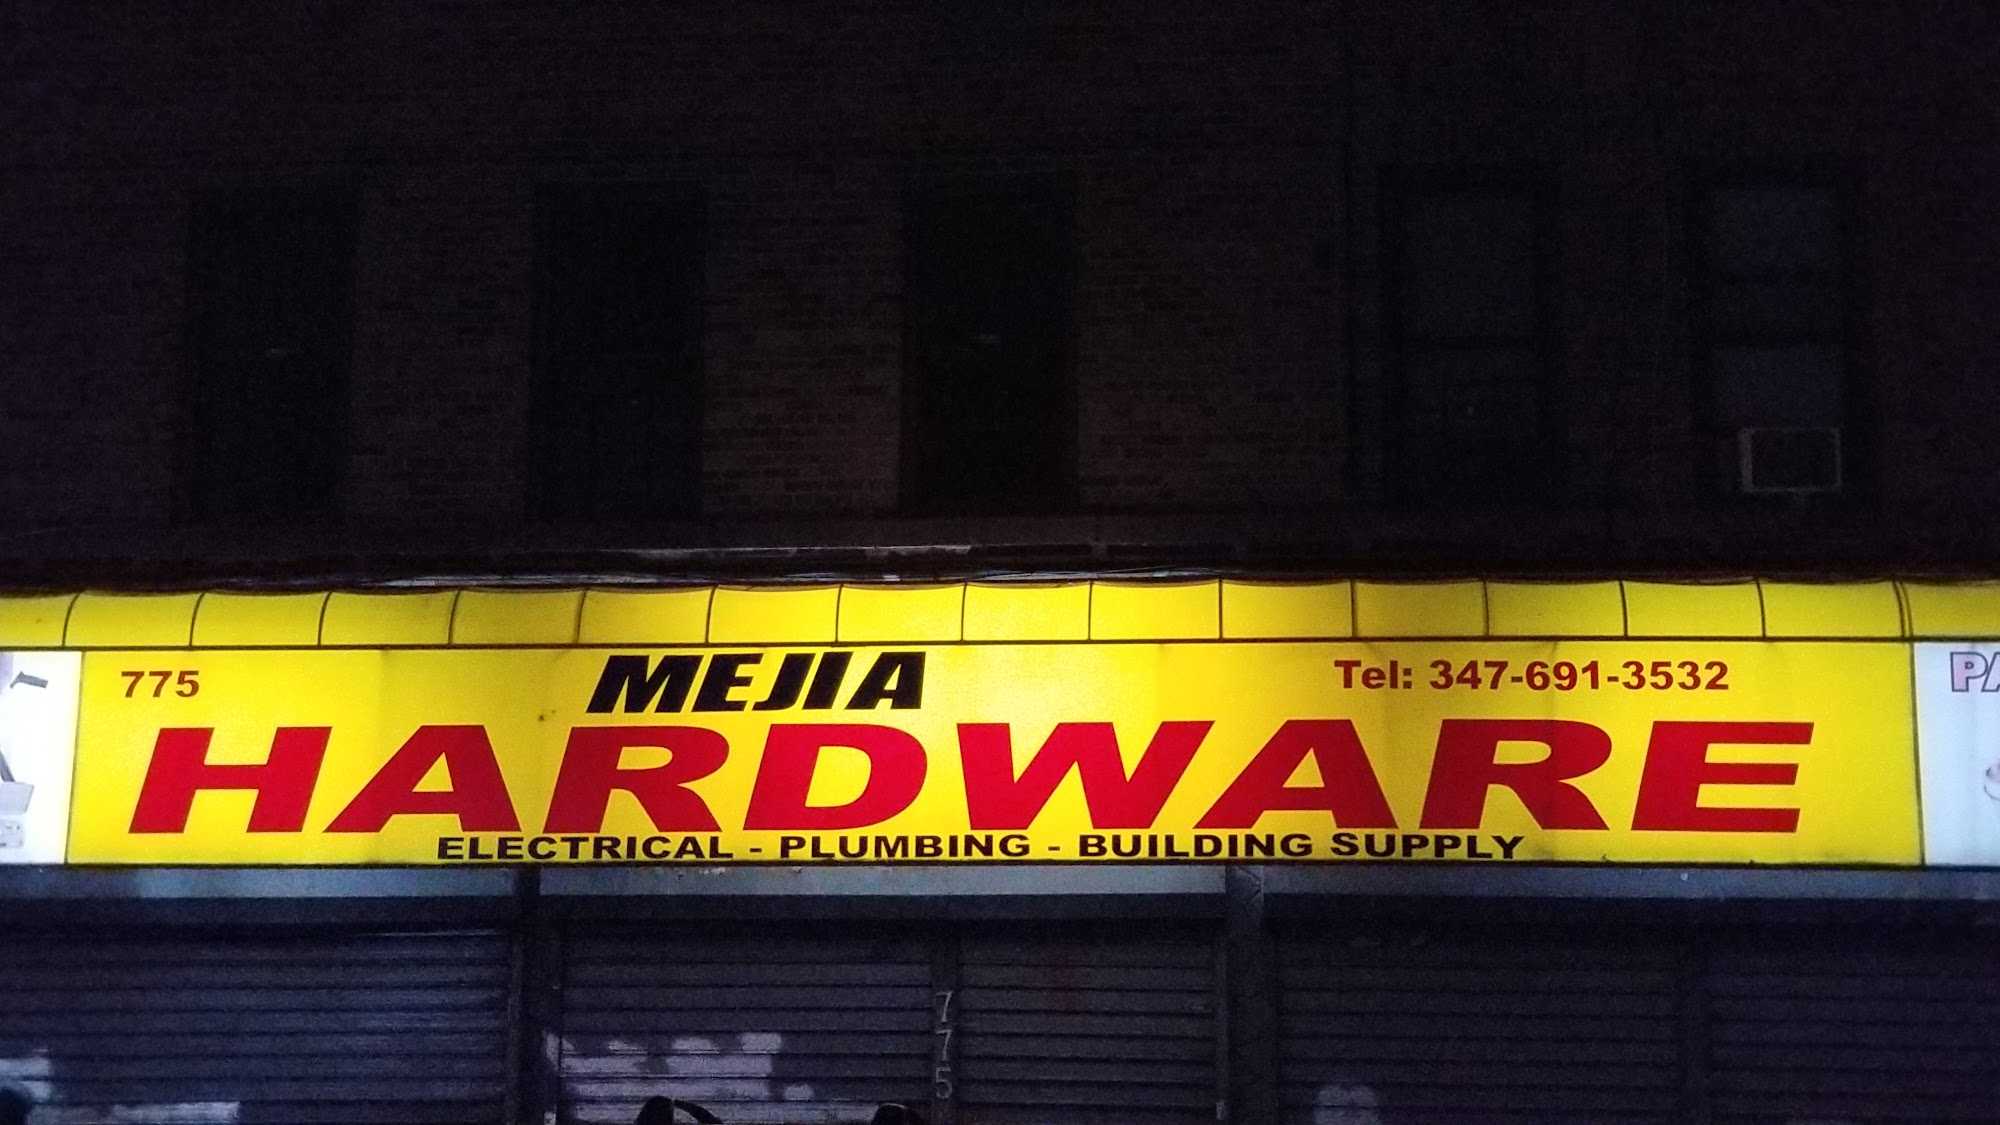 775
MEJIA
Tel: 347-691-3532
HARDWARE
ELECTRICAL - PLUMBING - BUILDING SUPPLY
775